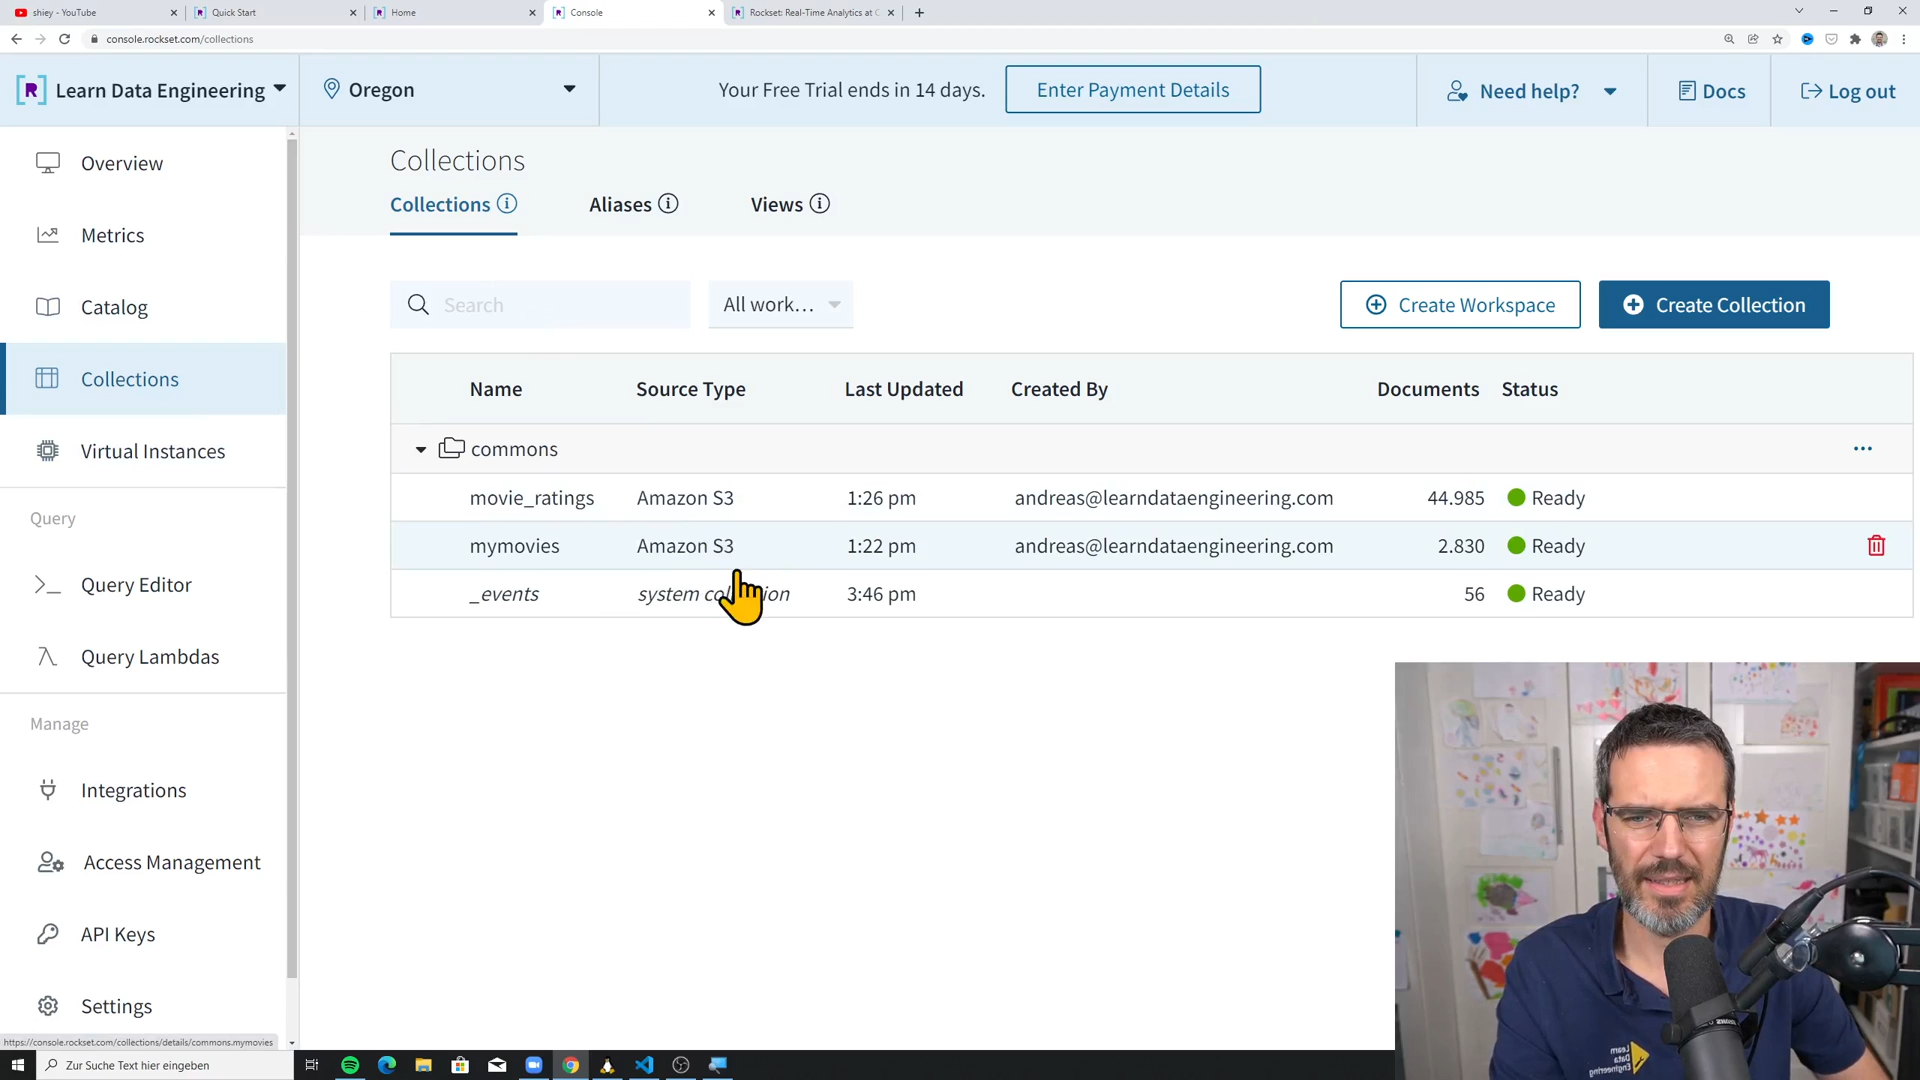 shiey - YouTube
Quick Start
Home
Console
Rockset: Real-Time Analytics at C
console.rockset.com/collections
[R] Learn Data Engineering
Oregon
Your Free Trial ends in 14 days.
Enter Payment Details
Need help?
Docs
Log out
Overview
Metrics
Catalog
Collections
Virtual Instances
Query
Query Editor
Query Lambdas
Manage
Integrations
Access Management
API Keys
Settings
Collections
Collections
Aliases
Views
Search
All work...
Create Workspace
Create Collection
Name Source Type Last Updated Created By Documents Status
commons
movie_ratings Amazon S3 1:26 pm andreas@learndataengineering.com 44.985 Ready
mymovies Amazon S3 1:22 pm andreas@learndataengineering.com 2.830 Ready
_events system co ion 3:46 pm 56 Ready
https://console.rockset.com/collections/details/commons.mymovies
Zur Suche Text hier eingeben
Learn
Data
Engineering